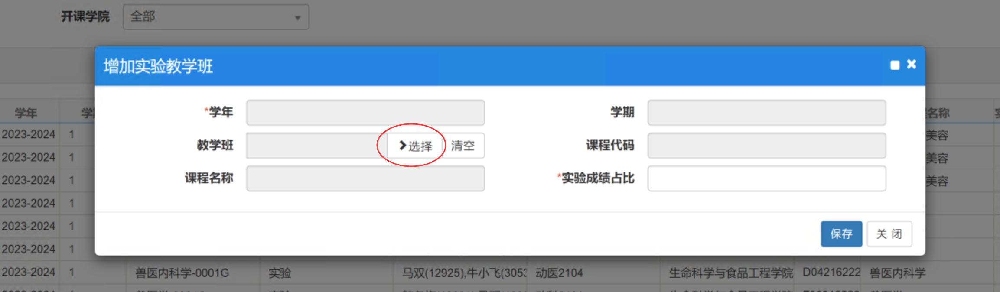 开课学院 全部
增加实验教学班
*学年 学期
教学班 选择 清空 课程代码
课程名称 *实验成绩占比
保存 关 闭
学年 名称
2023-2024 1 美容
2023-2024 1 美容
2023-2024 1 美容
2023-2024 1
2023-2024 1
2023-2024 1
2023-2024 1 兽医内科学-0001G 实验 马双(12925),牛小飞(3053 动医2104 生命科学与食品工程学院 D04216222 兽医内科学